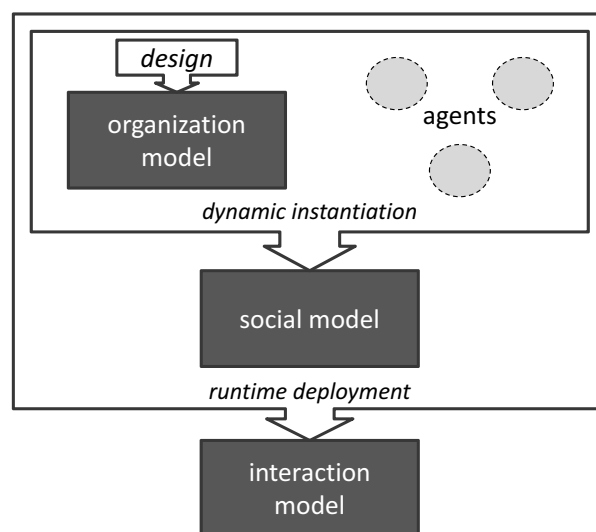 design
organization
model
agents
dynamic instantiation
social model
runtime deployment
interaction
model